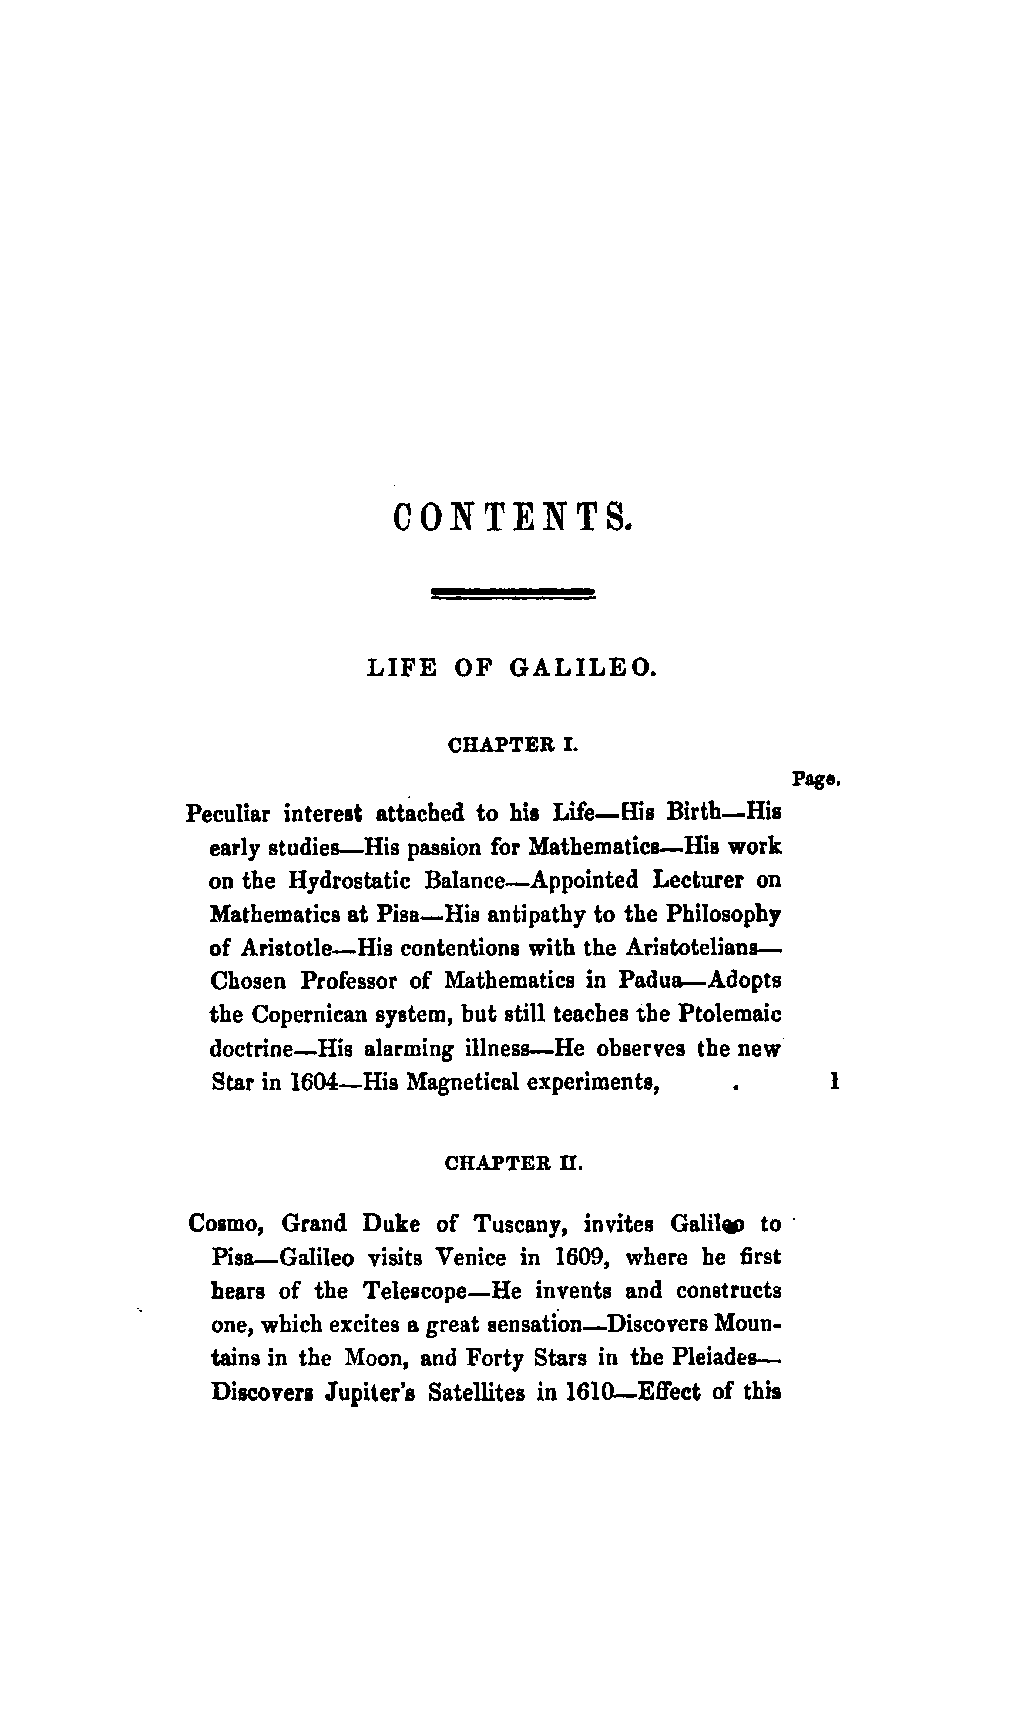 CONTENTS.
LIFE OF GALILEO.
CHAPTER I.
Page.
Peculiar interest attached to his Life—His Birth—His
early studies—His passion for Mathematics—His work
on the Hydrostatic Balance—Appointed Lecturer on
Mathematics at Pisa—His antipathy to the Philosophy
of Aristotle—His contentions with the Aristotelians—
Chosen Professor of Mathematics in Padua—Adopts
the Copernican system, but still teaches the Ptolemaic
doctrine—His alarming illness—He observes the new
Star in 1604—His Magnetical experiments, . 1
CHAPTER II.
Cosmo, Grand Duke of Tuscany, invites Galileo to
Pisa—Galileo visits Venice in 1609, where he first
hears of the Telescope—He invents and constructs
one, which excites a great sensation—Discovers Moun-
tains in the Moon, and Forty Stars in the Pleiades—
Discovers Jupiter's Satellites in 1610—Effect of this